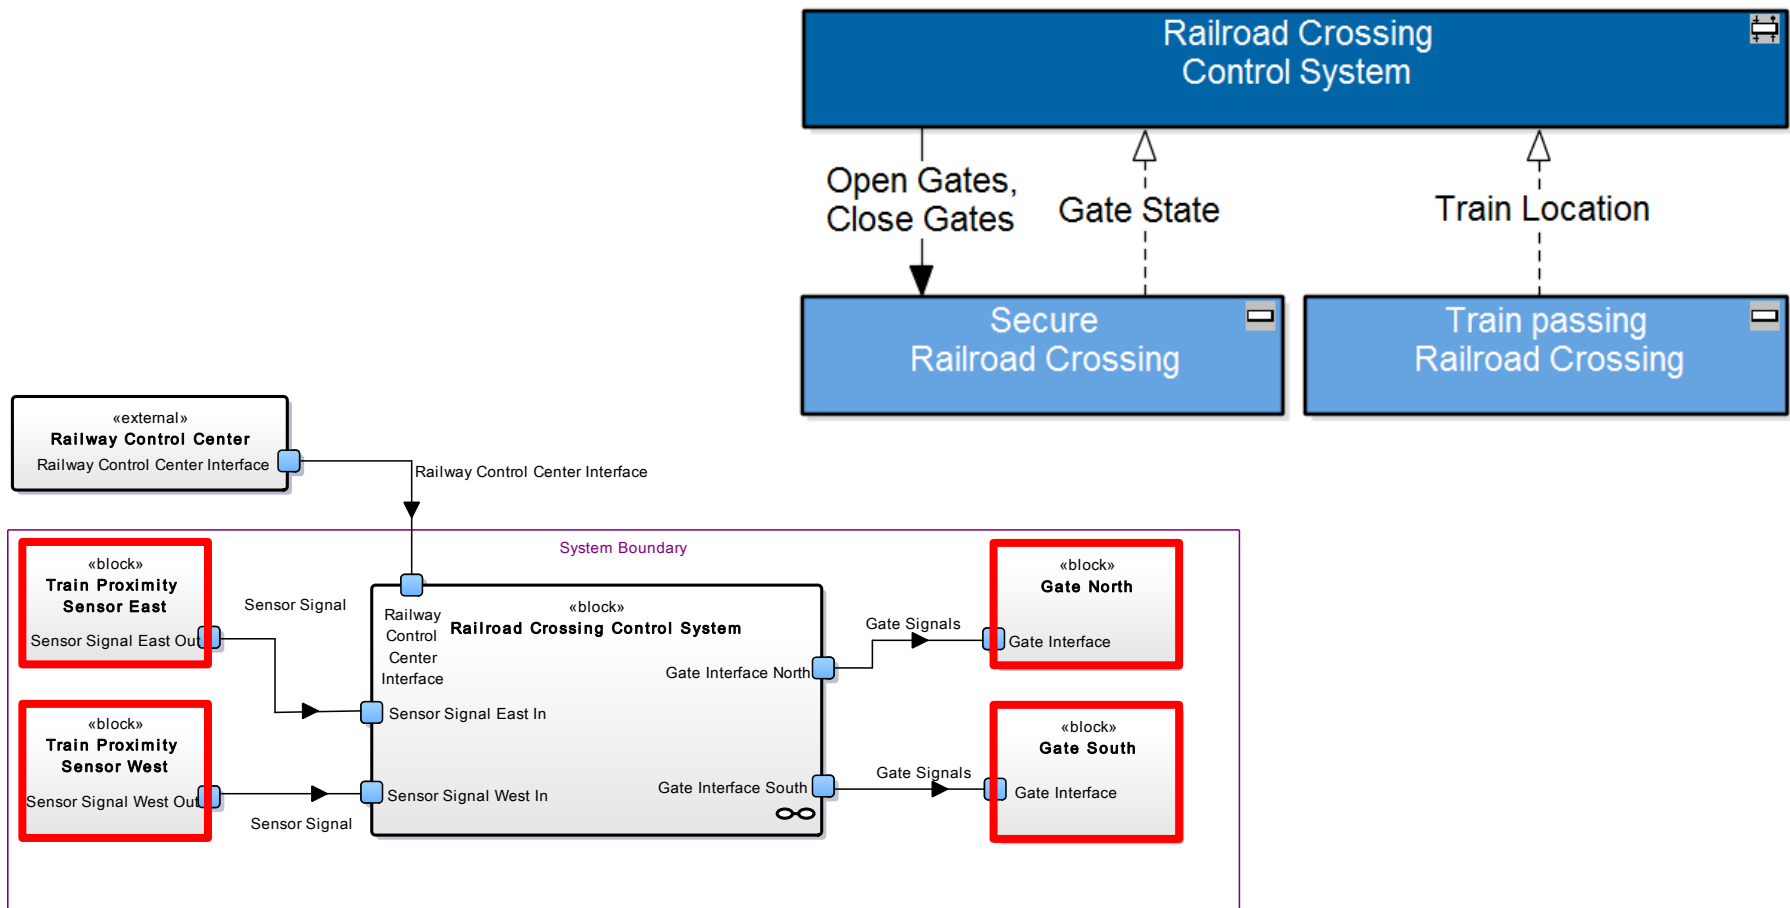 Railroad Crossing
Control System
Open Gates,
Close Gates
Gate State
Train Location
Secure
Railroad Crossing
Train passing
Railroad Crossing
«external»
Railway Control Center
Railway Control Center Interface
Railway Control Center Interface
System Boundary
«block»
Train Proximity
Sensor East
Sensor Signal East Out
Sensor Signal
«block»
Train Proximity
Sensor West
Sensor Signal West Out
Sensor Signal
«block»
Railroad Crossing Control System
Railway
Control
Center
Interface
Sensor Signal East In
Sensor Signal West In
Gate Interface North
Gate Interface South
Gate Signals
Gate Signals
«block»
Gate North
Gate Interface
«block»
Gate South
Gate Interface